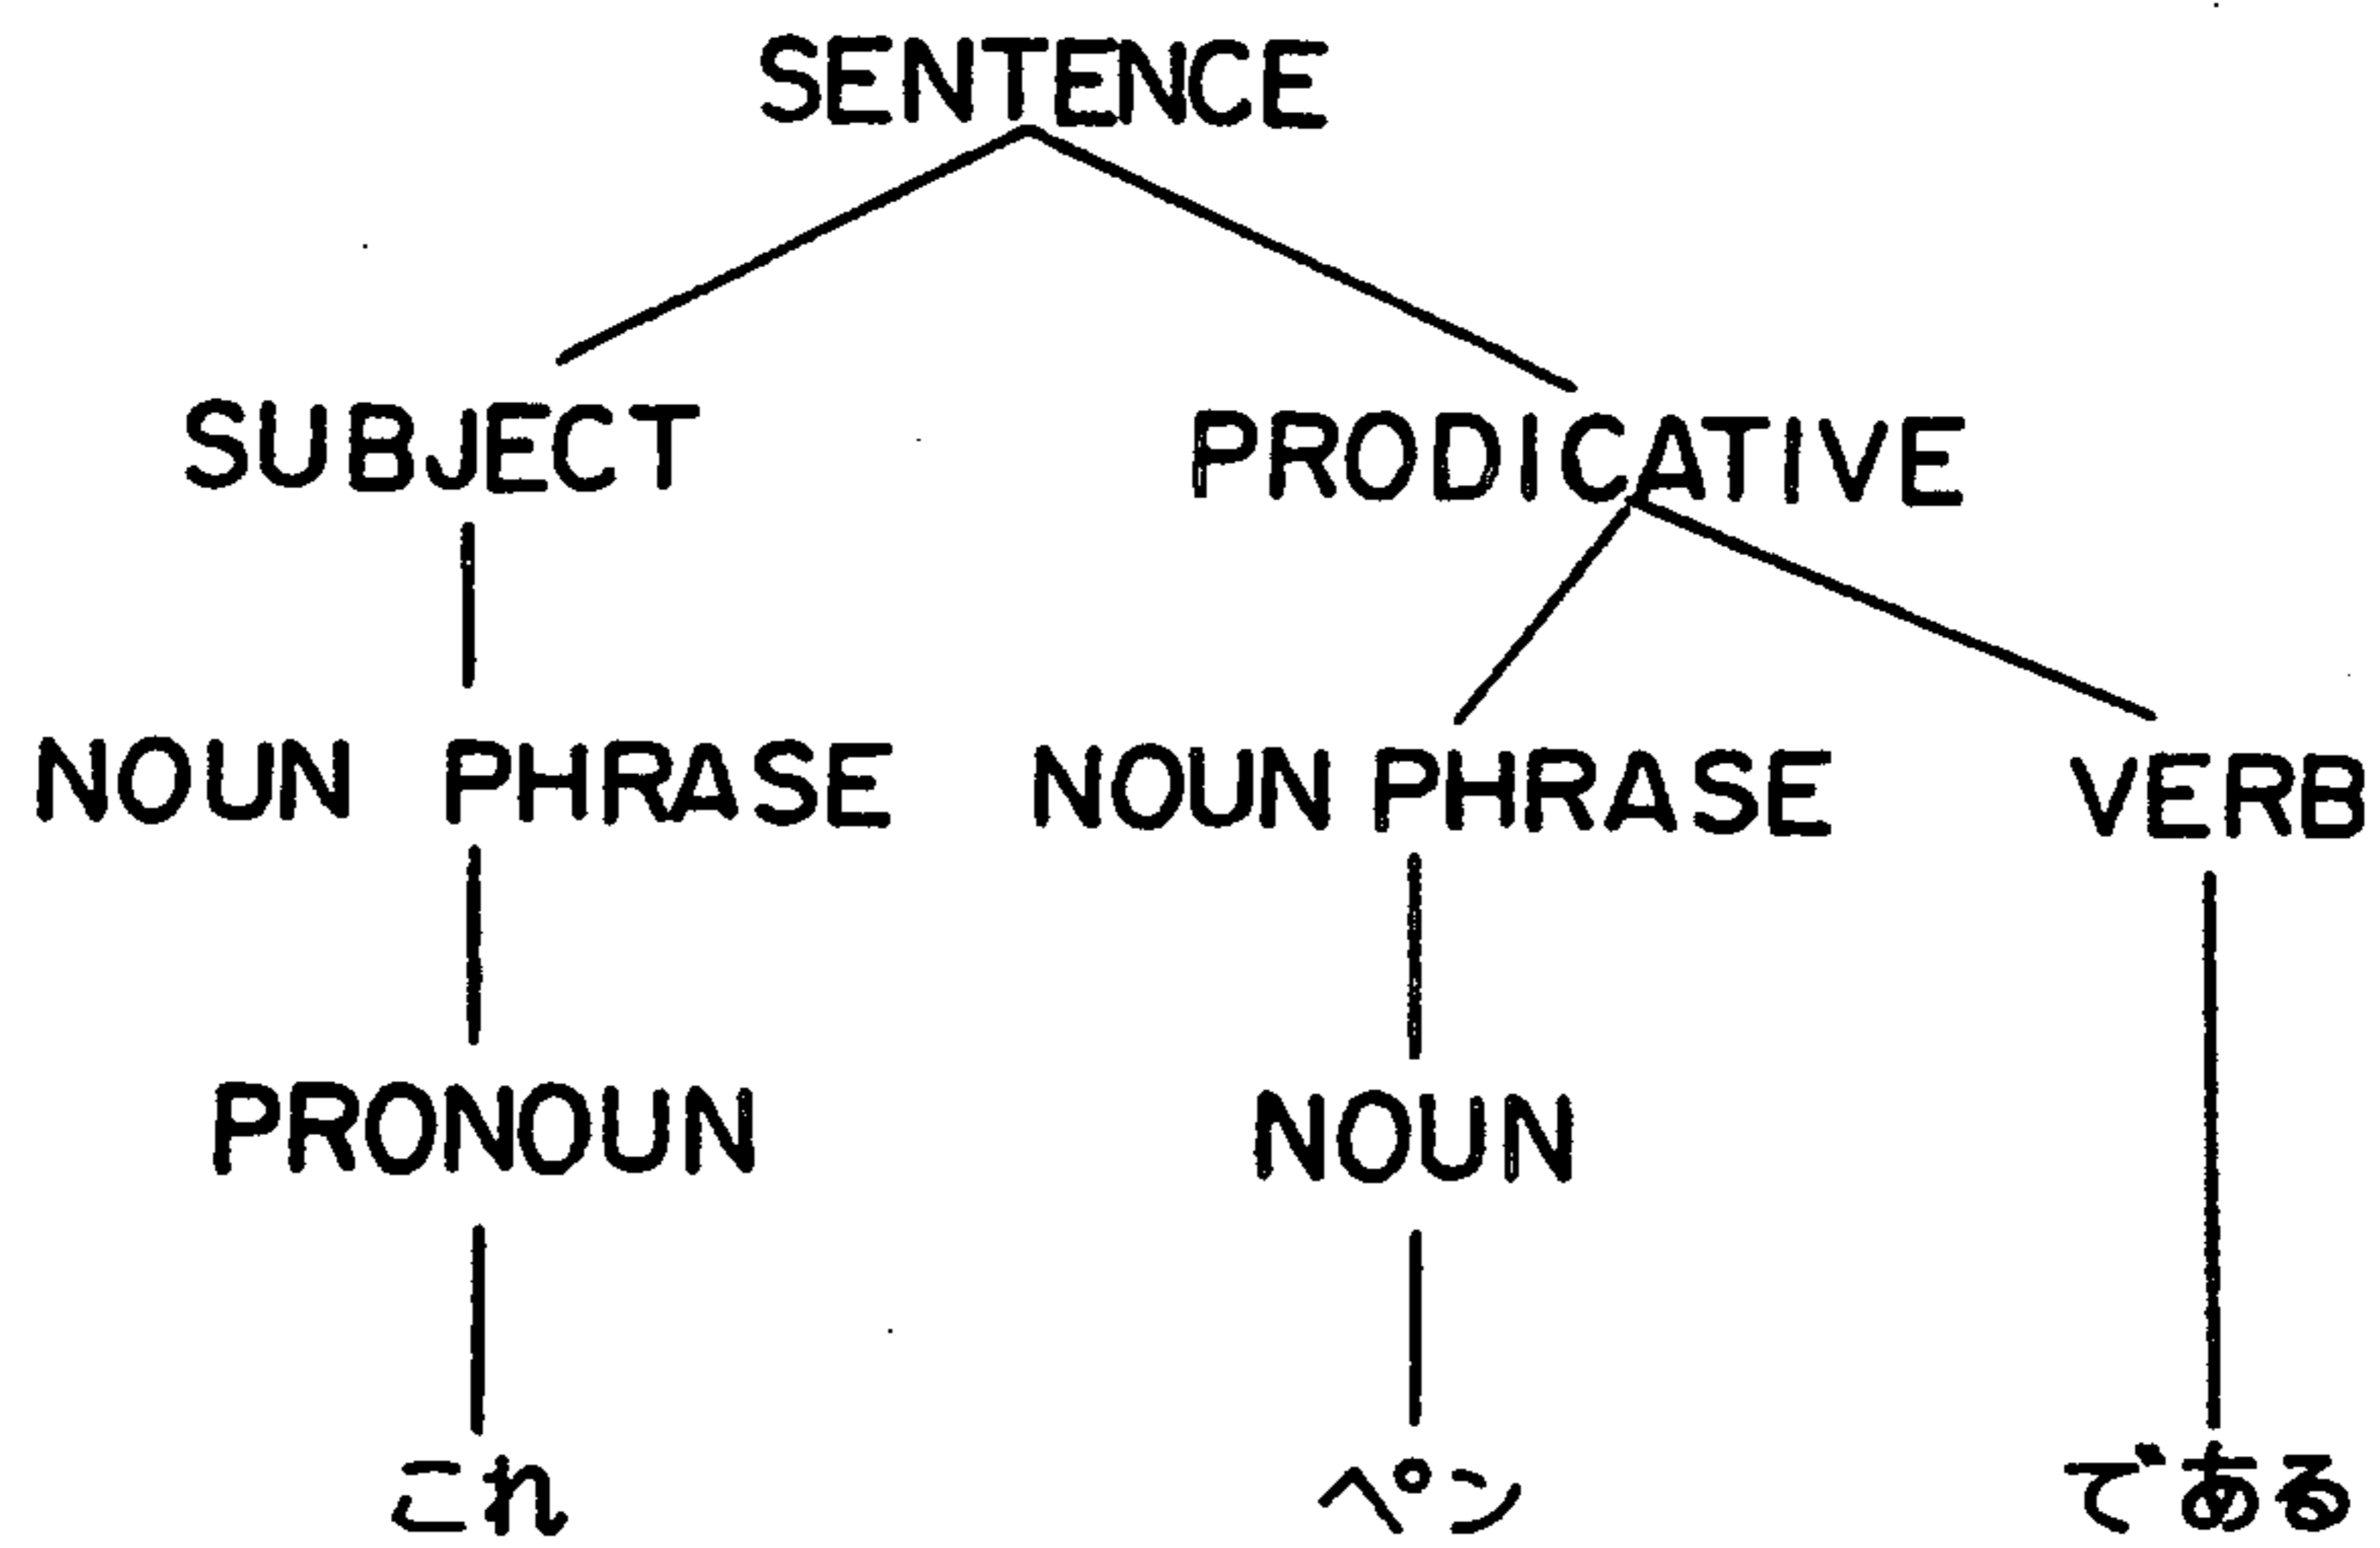 SENTENCE
SUBJECT PRODICATIVE
NOUN PHRASE NOUN PHRASE VERB
PRONOUN NOUN
これ ペン である